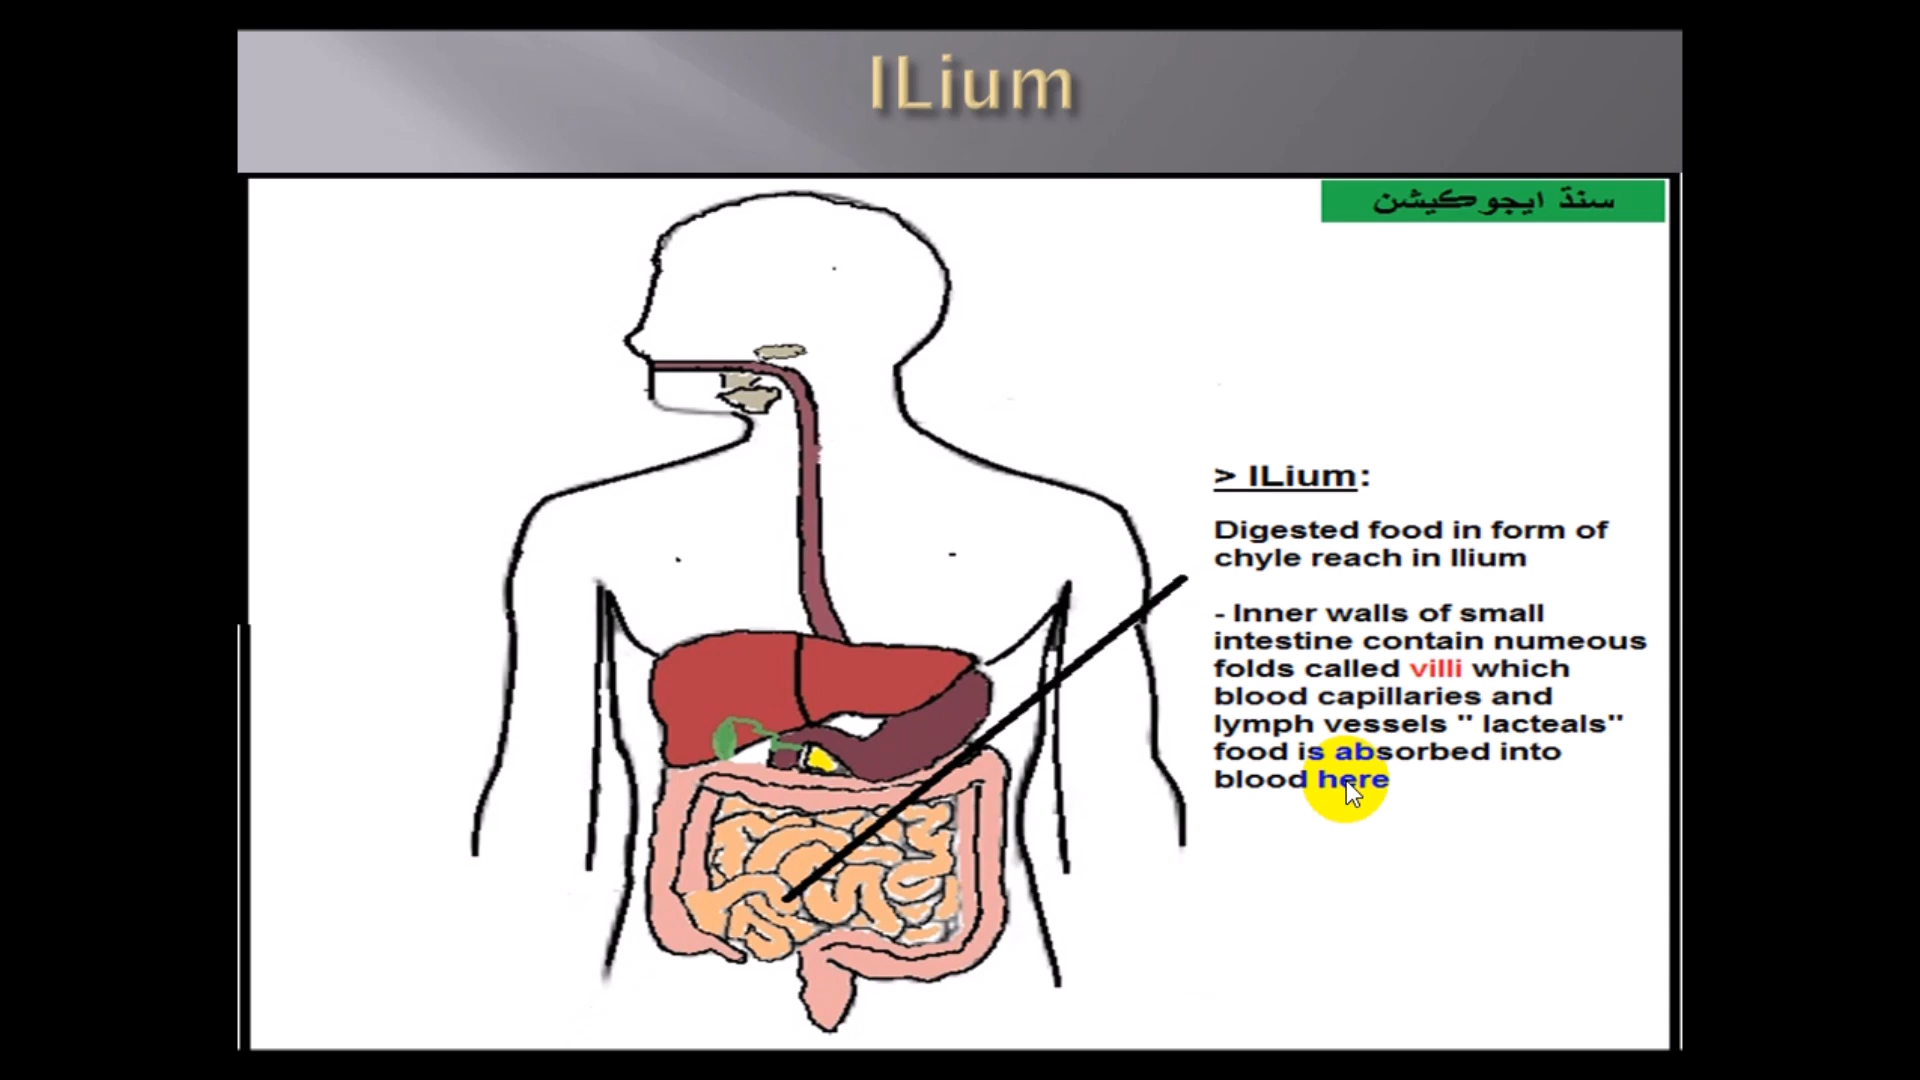 ILium
سنڌ ايجوڪيشن
> ILium:
Digested food in form of
chyle reach in Ilium
- Inner walls of small
intestine contain numeous
folds called villi which
blood capillaries and
lymph vessels " lacteals"
food is absorbed into
blood here